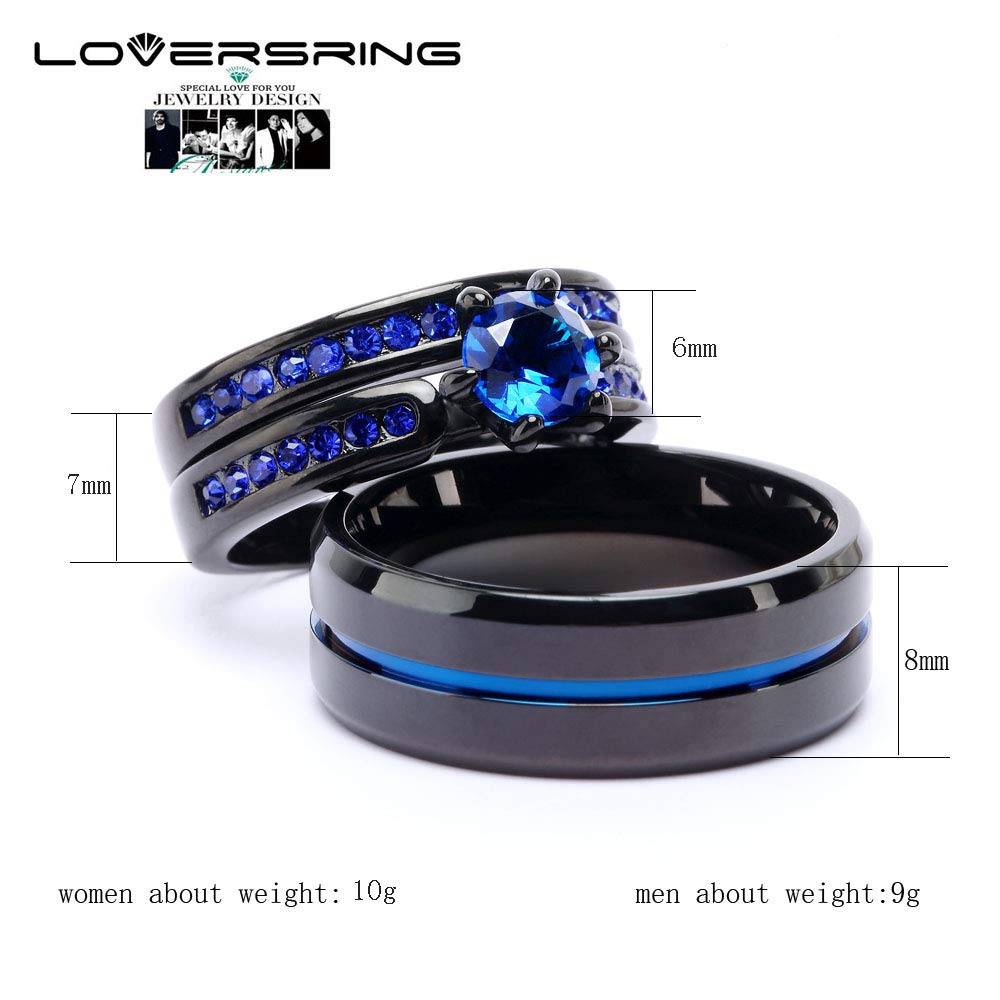 LOVERSRING
SPECIAL LOVE FOR YOU
JEWELRY DESIGN
6mm
7mm
8mm
women about weight: 10g
men about weight:9g